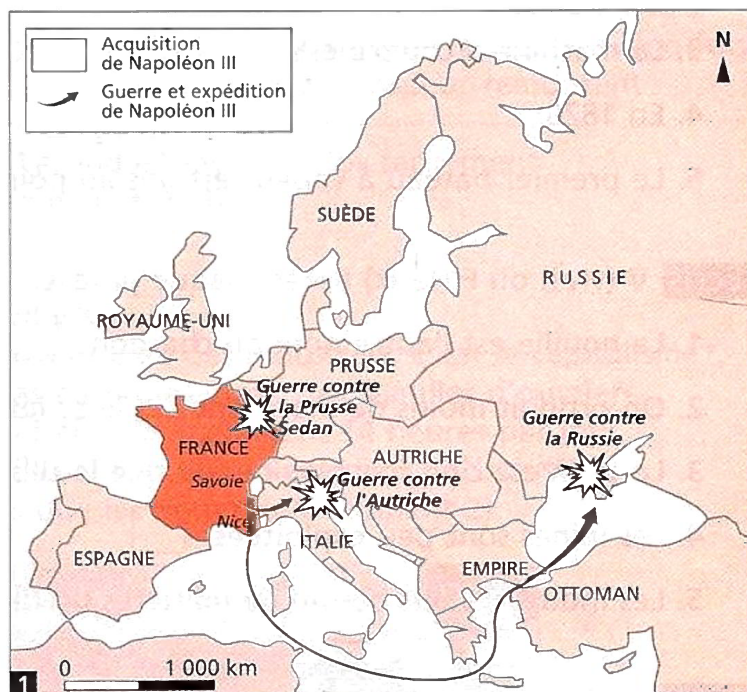 Acquisition
de Napoléon III
Guerre et expédition
de Napoléon III
N
SUÈDE
RUSSIE
ROYAUME-UNI
PRUSSE
Guerre contre
la Prusse
Sedan
Guerre contre
la Russie
FRANCE
AUTRICHE
Savoie
Guerre contre
l'Autriche
Nice
ITALIE
ESPAGNE
EMPIRE
OTTOMAN
1
0 1 000 km